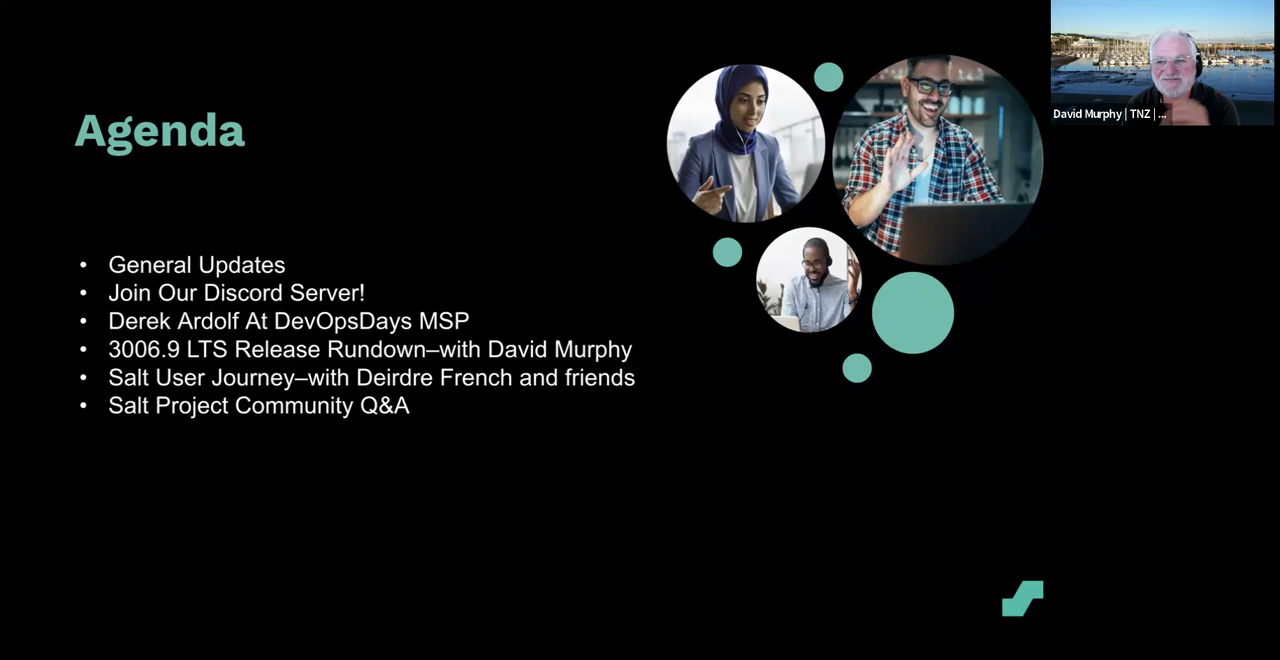 Agenda
• General Updates
• Join Our Discord Server!
• Derek Ardolf At DevOpsDays MSP
• 3006.9 LTS Release Rundown–with David Murphy
• Salt User Journey–with Deirdre French and friends
• Salt Project Community Q&A
David Murphy | TNZ | ...